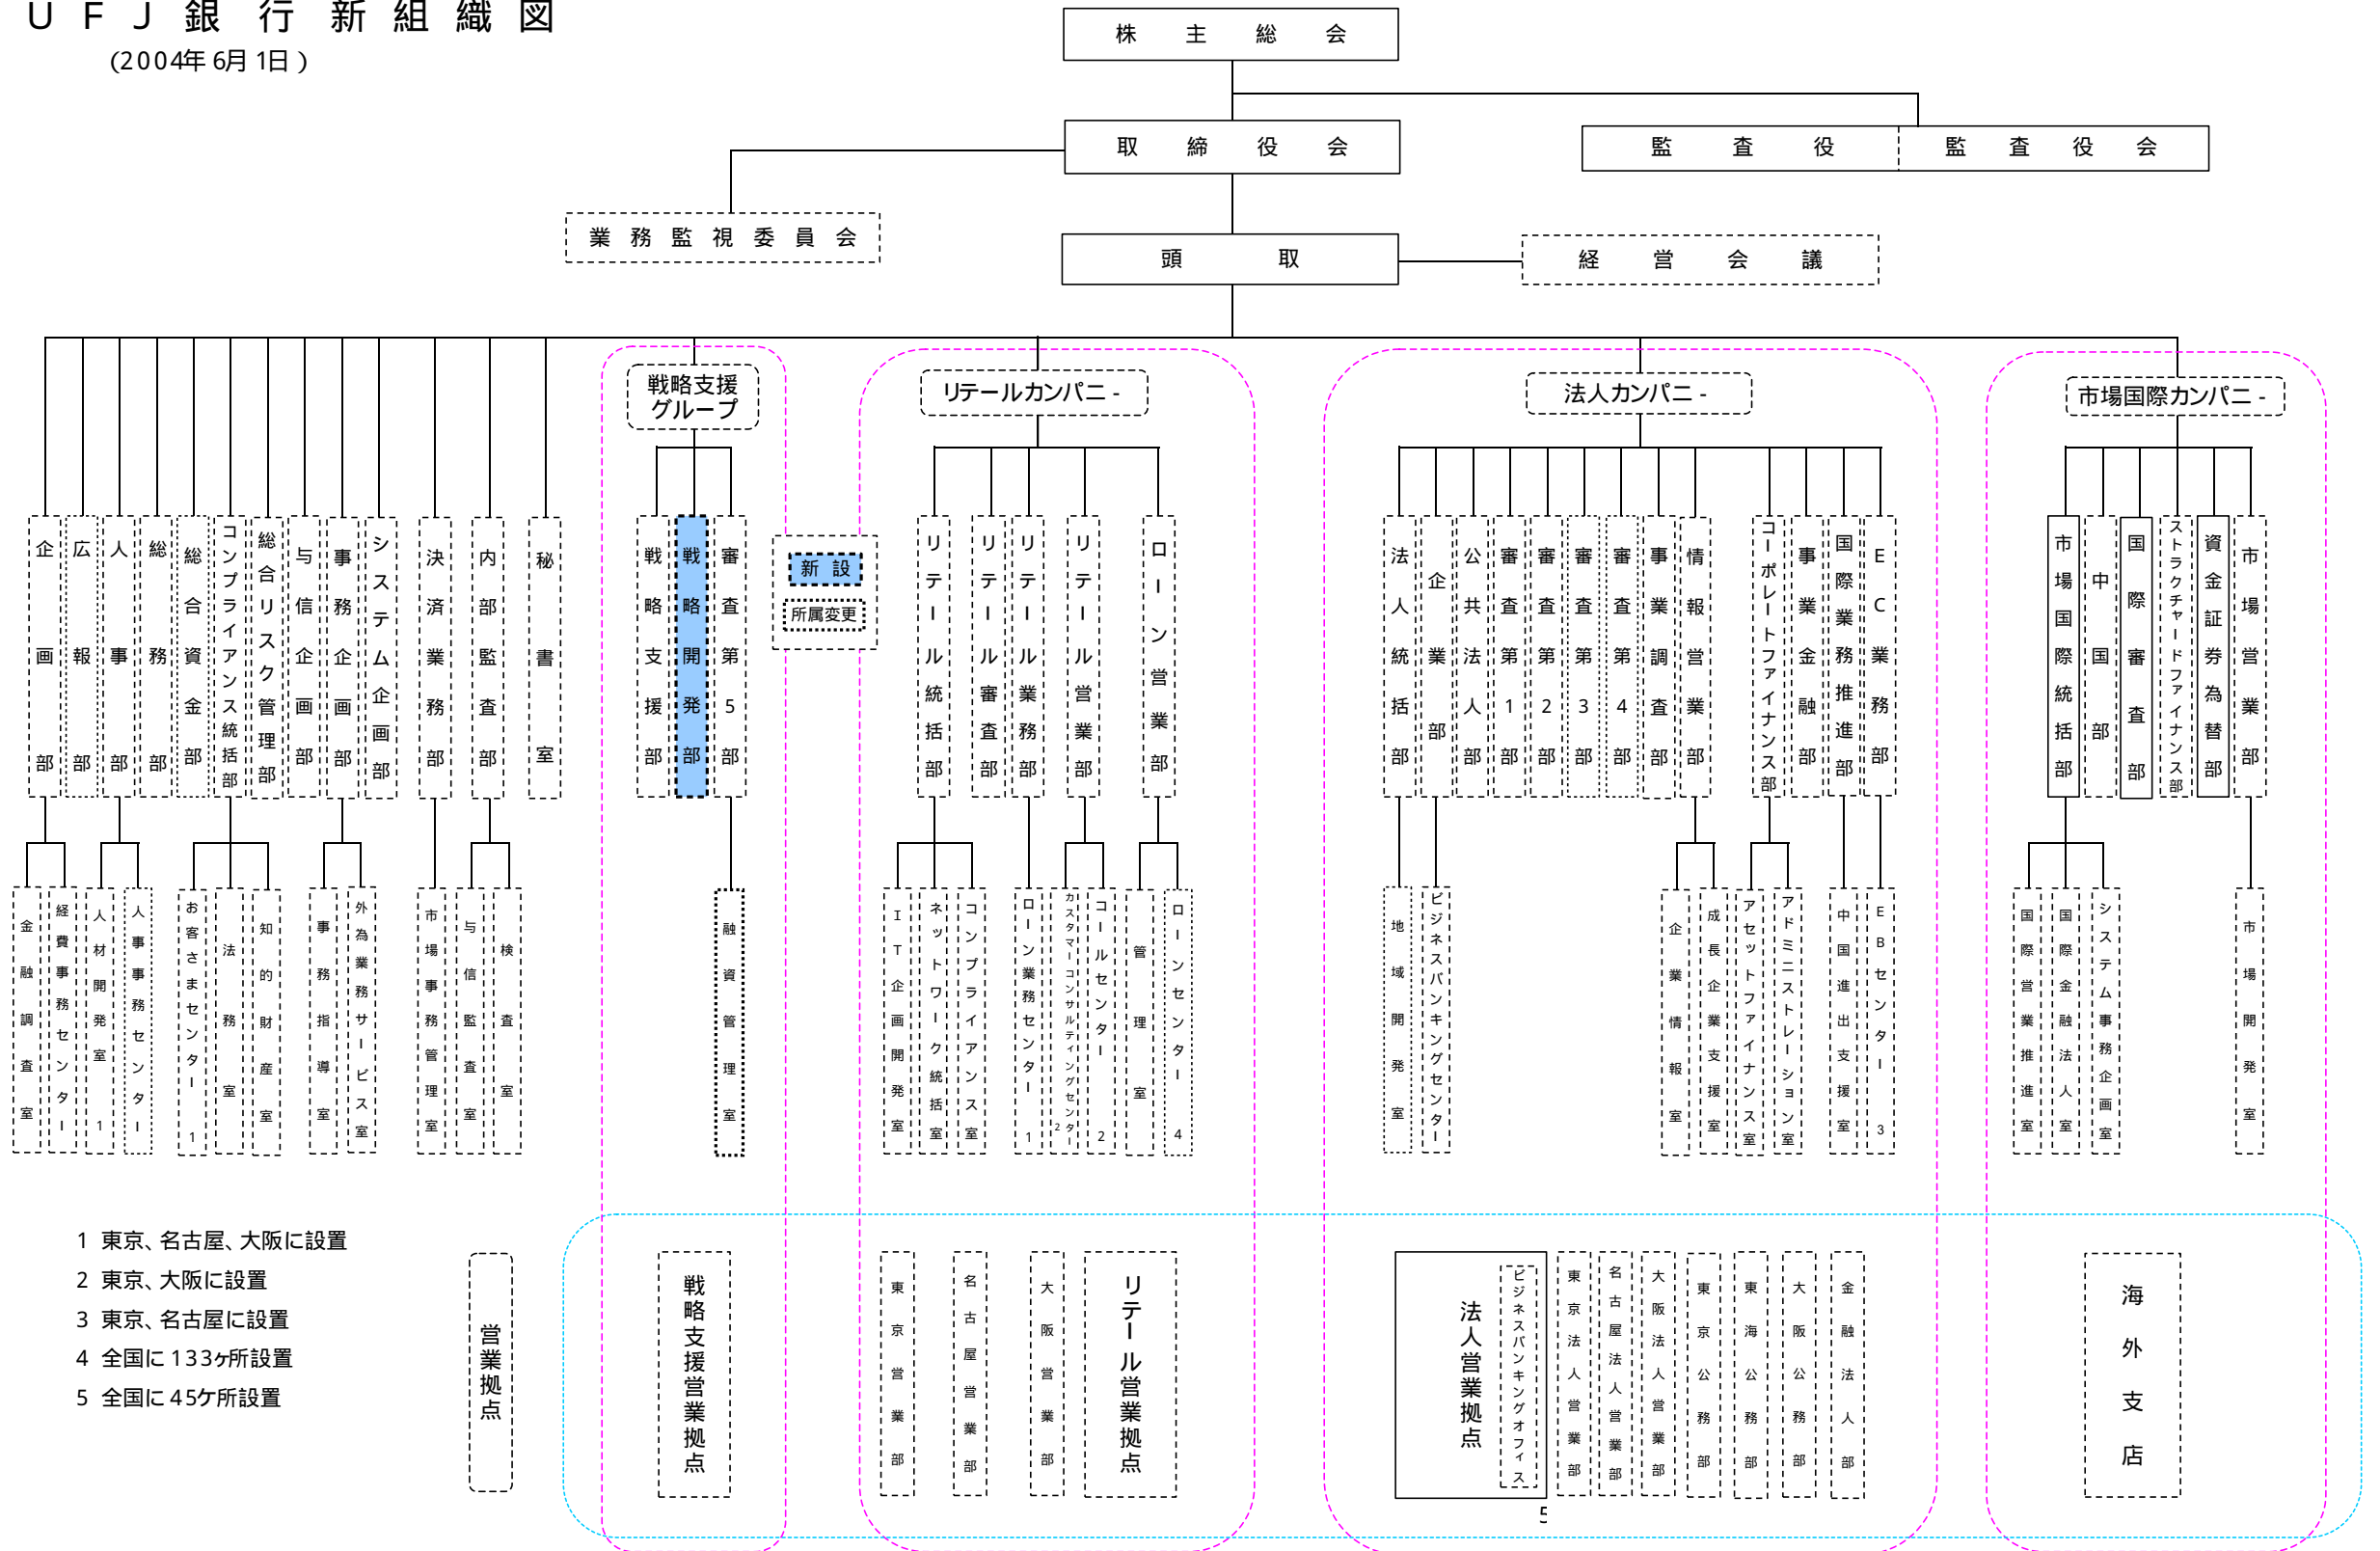 UFJ銀行新組織図
(2004年6月1日)
株主総会
取締役会
監査役
監査役会
業務監視委員会
頭取
経営会議
戦略支援
グループ
リテールカンパニ-
法人カンパニ-
市場国際カンパニ-
企画部
広報部
人事部
総務部
総合資金部
コンプライアンス統括部
総合リスク管理部
与信企画部
事務企画部
システム企画部
決済業務部
内部監査部
秘書室
戦略支援部
戦略開発部
審査第5部
新設
所属変更
リテール統括部
リテール審査部
リテール業務部
リテール営業部
ローン営業部
法人統括部
企業部
公共法人部
審査第1部
審査第2部
審査第3部
審査第4部
事業調査部
情報営業部
コーポレートファイナンス部
事業金融部
国際業務推進部
EC業務部
市場国際統括部
中国部
国際審査部
ストラクチャードファイナンス部
資金証券為替部
市場営業部
金融調査室
経費事務センター
人材開発室 1
人事事務センター
お客さまセンター 1
法務室
知的財産室
事務指導室
外為業務サービス室
市場事務管理室
与信監査室
検査室
融資管理室
IT企画開発室
ネットワーク統括室
コンプライアンス室
ローン業務センター 1
カスタマーコンサルティングセンター 2
コールセンター 2
管理室
ローンセンター 4
地域開発室
ビジネスバンキングセンター
企業情報室
成長企業支援室
アセットファイナンス室
アドミニストレーション室
中国進出支援室
EBセンター 3
国際営業推進室
国際金融法人室
システム事務企画室
市場開発室
1 東京、名古屋、大阪に設置
2 東京、大阪に設置
3 東京、名古屋に設置
4 全国に133ヶ所設置
5 全国に45ケ所設置
営業拠点
戦略支援営業拠点
東京営業部
名古屋営業部
大阪営業部
リテール営業拠点
法人営業拠点
ビジネスバンキングオフィス
5
東京法人営業部
名古屋法人営業部
大阪法人営業部
東京公務部
東海公務部
大阪公務部
金融法人部
海外支店